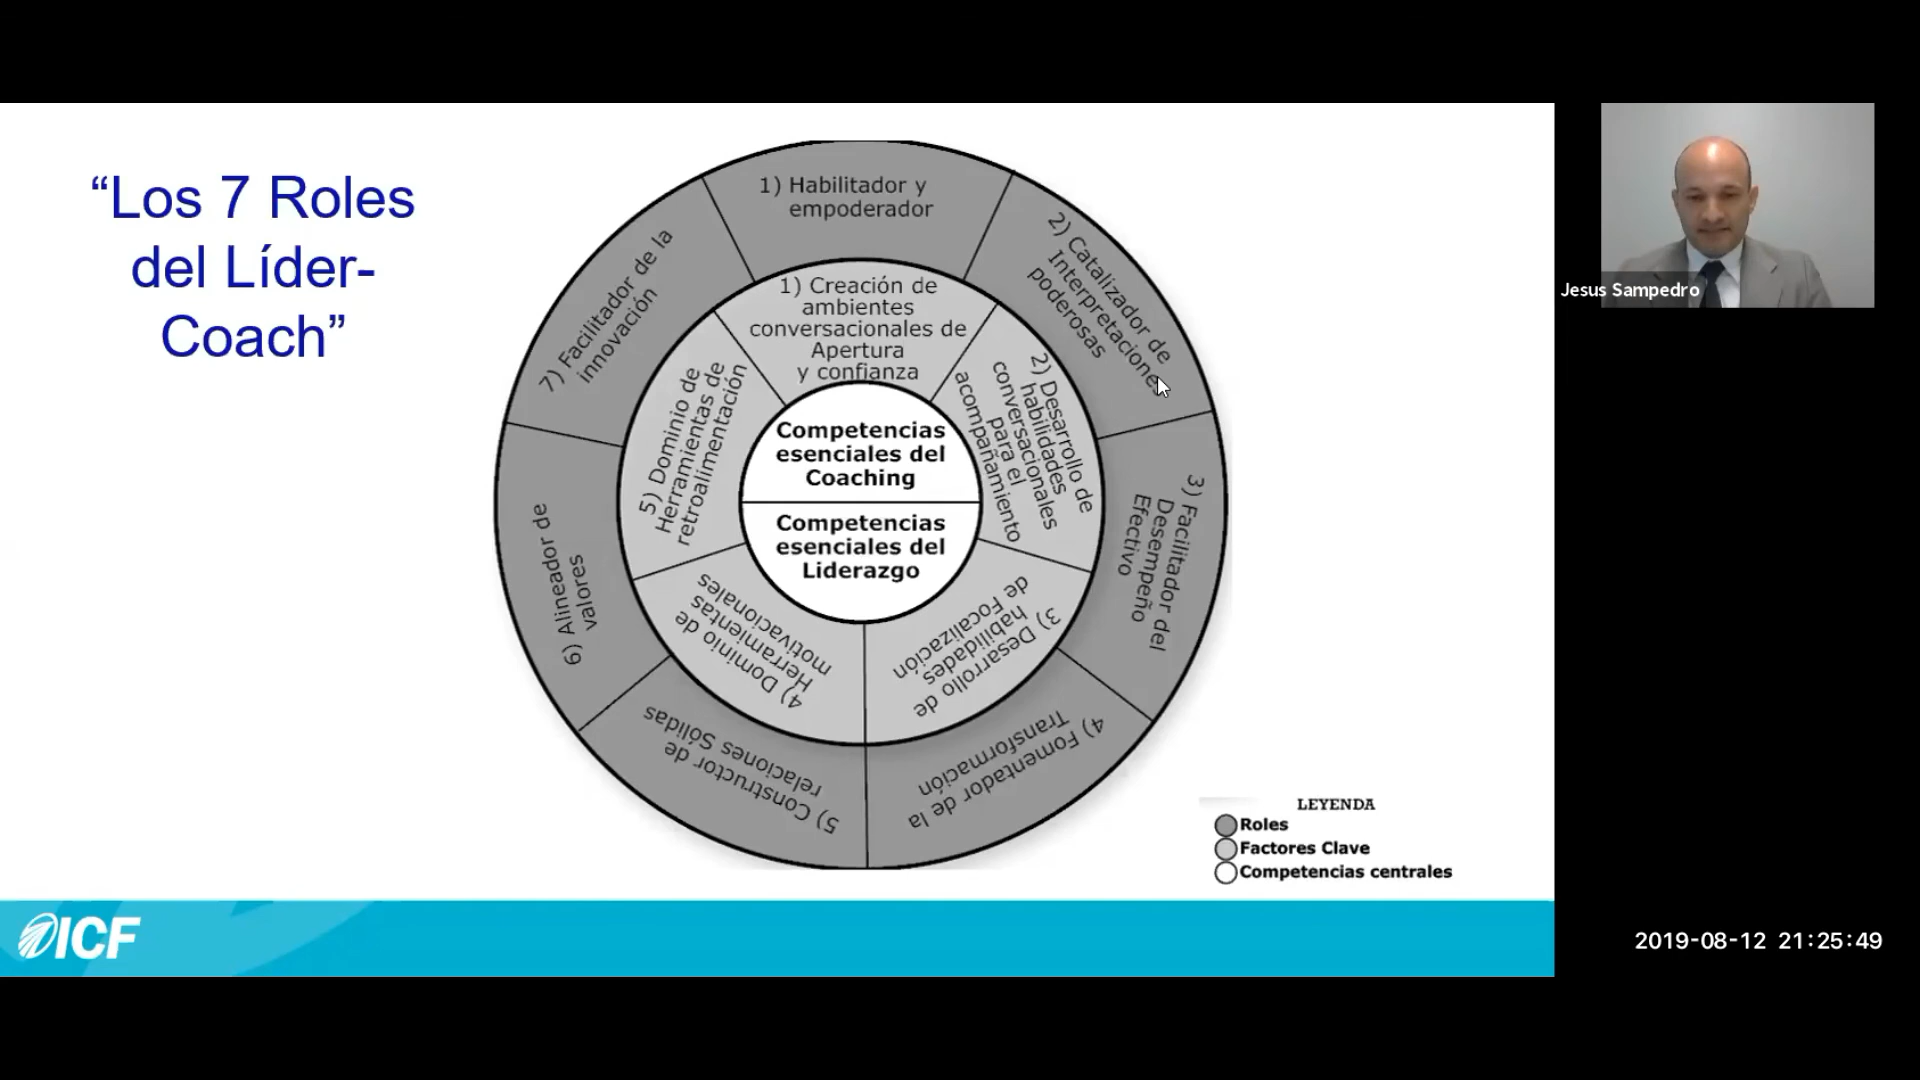 “Los 7 Roles
del Líder-
Coach”
1) Habilitador y
empoderador
2) Catalizador de
Interpretaciones
poderosas
3) Facilitador del
Desempeño
Efectivo
4) Fomentador de la
Transformación
5) Constructor de
relaciones Sólidas
6) Alineador de
valores
7) Facilitador de la
innovación
1) Creación de
ambientes
conversacionales de
Apertura
y confianza
2) Desarrollo de
habilidades
conversacionales
para el
acompañamiento
3) Desarrollo de
habilidades
de Focalización
4) Dominio de
Herramientas
motivacionales
5) Dominio de
Herramientas de
retroalimentación
Competencias
esenciales del
Coaching
Competencias
esenciales del
Liderazgo
LEYENDA
Roles
Factores Clave
Competencias centrales
ICF
Jesus Sampedro
2019-08-12 21:25:49